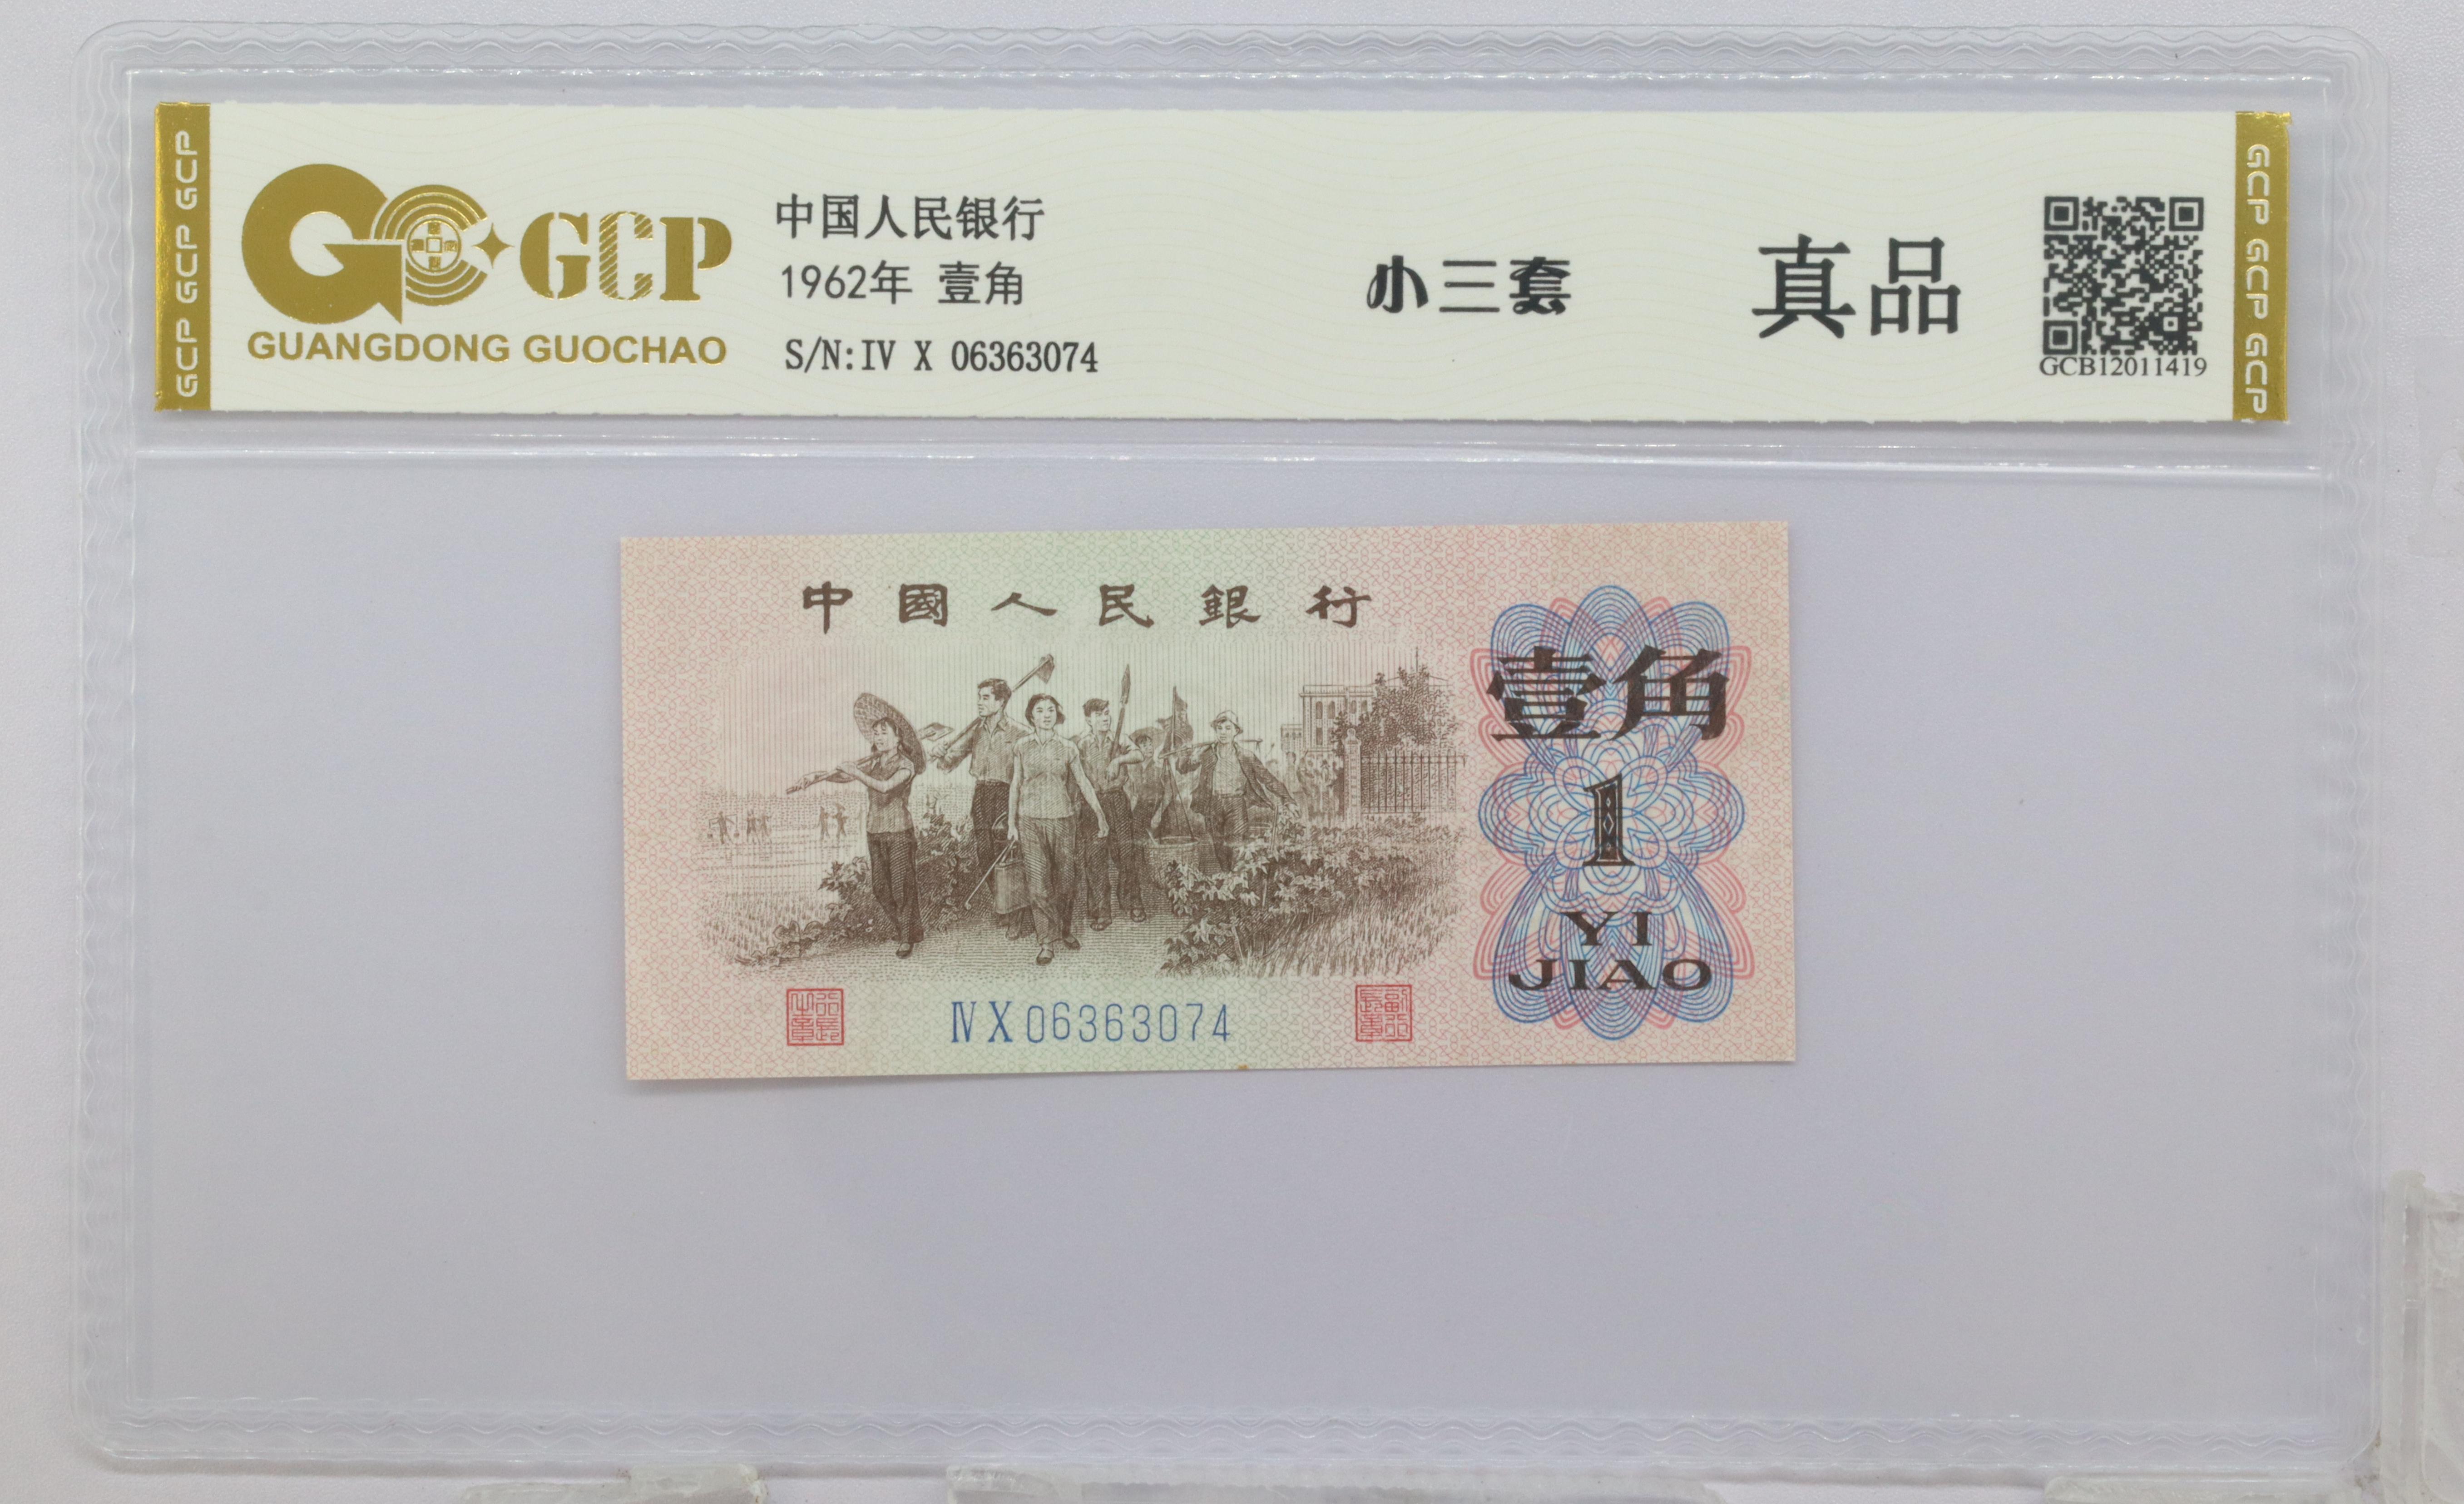 GCP GCP GCP
GCP
GUANGDONG GUOCHAO
中国人民银行
1962年 壹角
S/N:IV X 06363074
小三套
真品
GCB12011419
GCP GCP GCP
中國人民銀行
壹角
1
YI
JIAO
ⅣX06363074